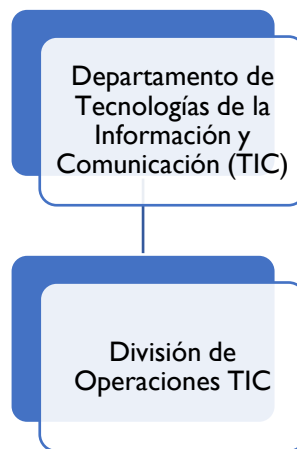 Departamento de
Tecnologías de la
Información y
Comunicación (TIC)
División de
Operaciones TIC